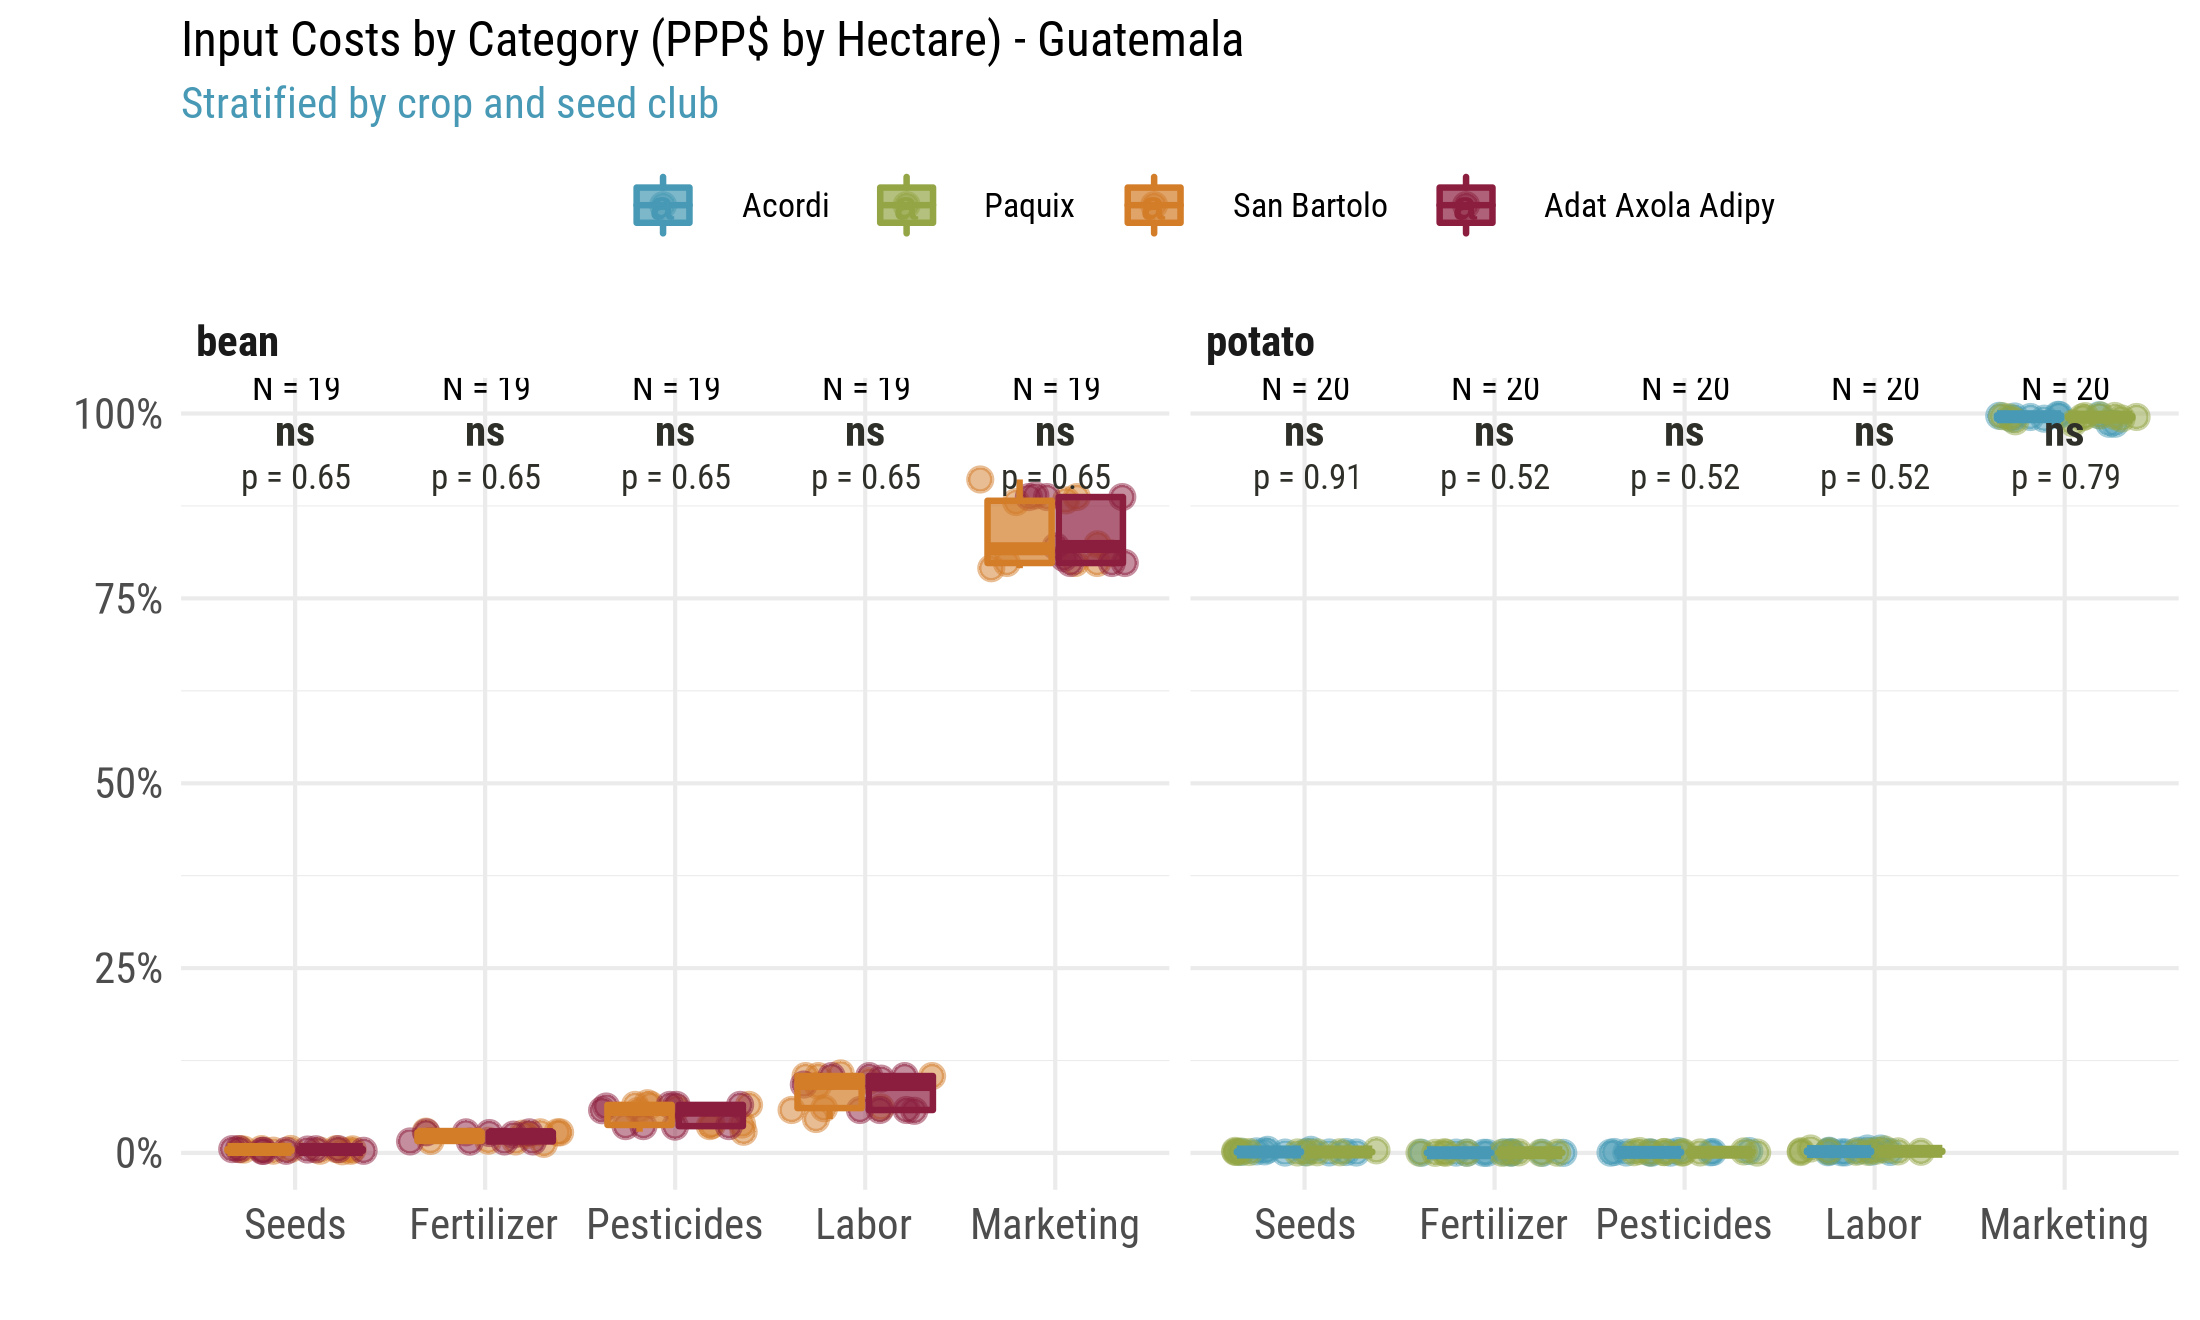 Input Costs by Category (PPP$ by Hectare) - Guatemala
Stratified by crop and seed club
Acordi Paquix San Bartolo Adat Axola Adipy
bean potato
N = 19 N = 19 N = 19 N = 19 N = 19 N = 20 N = 20 N = 20 N = 20 N = 20
100%
ns ns ns ns ns ns ns ns ns ns
p = 0.65 p = 0.65 p = 0.65 p = 0.65 p = 0.65 p = 0.91 p = 0.52 p = 0.52 p = 0.52 p = 0.79
75%
50%
25%
0%
Seeds Fertilizer Pesticides Labor Marketing Seeds Fertilizer Pesticides Labor Marketing